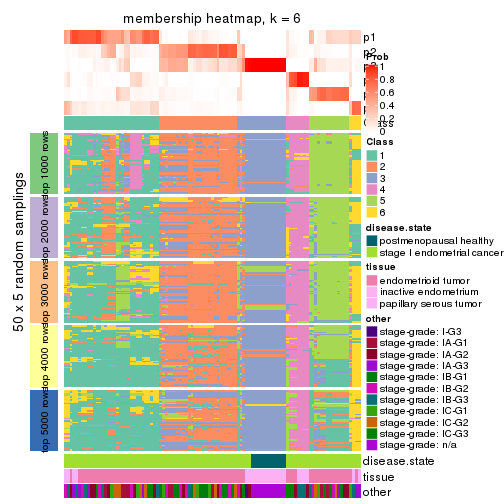 membership heatmap, k = 6
p1
p2
Prob
1
0.8
0.6
0.4
0.2
0
Class
1
2
3
4
5
6
disease.state
postmenopausal healthy
stage I endometrial cancer
tissue
endometrioid tumor
inactive endometrium
papillary serous tumor
other
stage-grade: I-G3
stage-grade: IA-G1
stage-grade: IA-G2
stage-grade: IA-G3
stage-grade: IB-G1
stage-grade: IB-G2
stage-grade: IB-G3
stage-grade: IC-G1
stage-grade: IC-G2
stage-grade: IC-G3
stage-grade: n/a
50 x 5 random samplings
top 1000 rows
top 2000 rows
top 3000 rows
top 4000 rows
top 5000 rows
disease.state
tissue
other